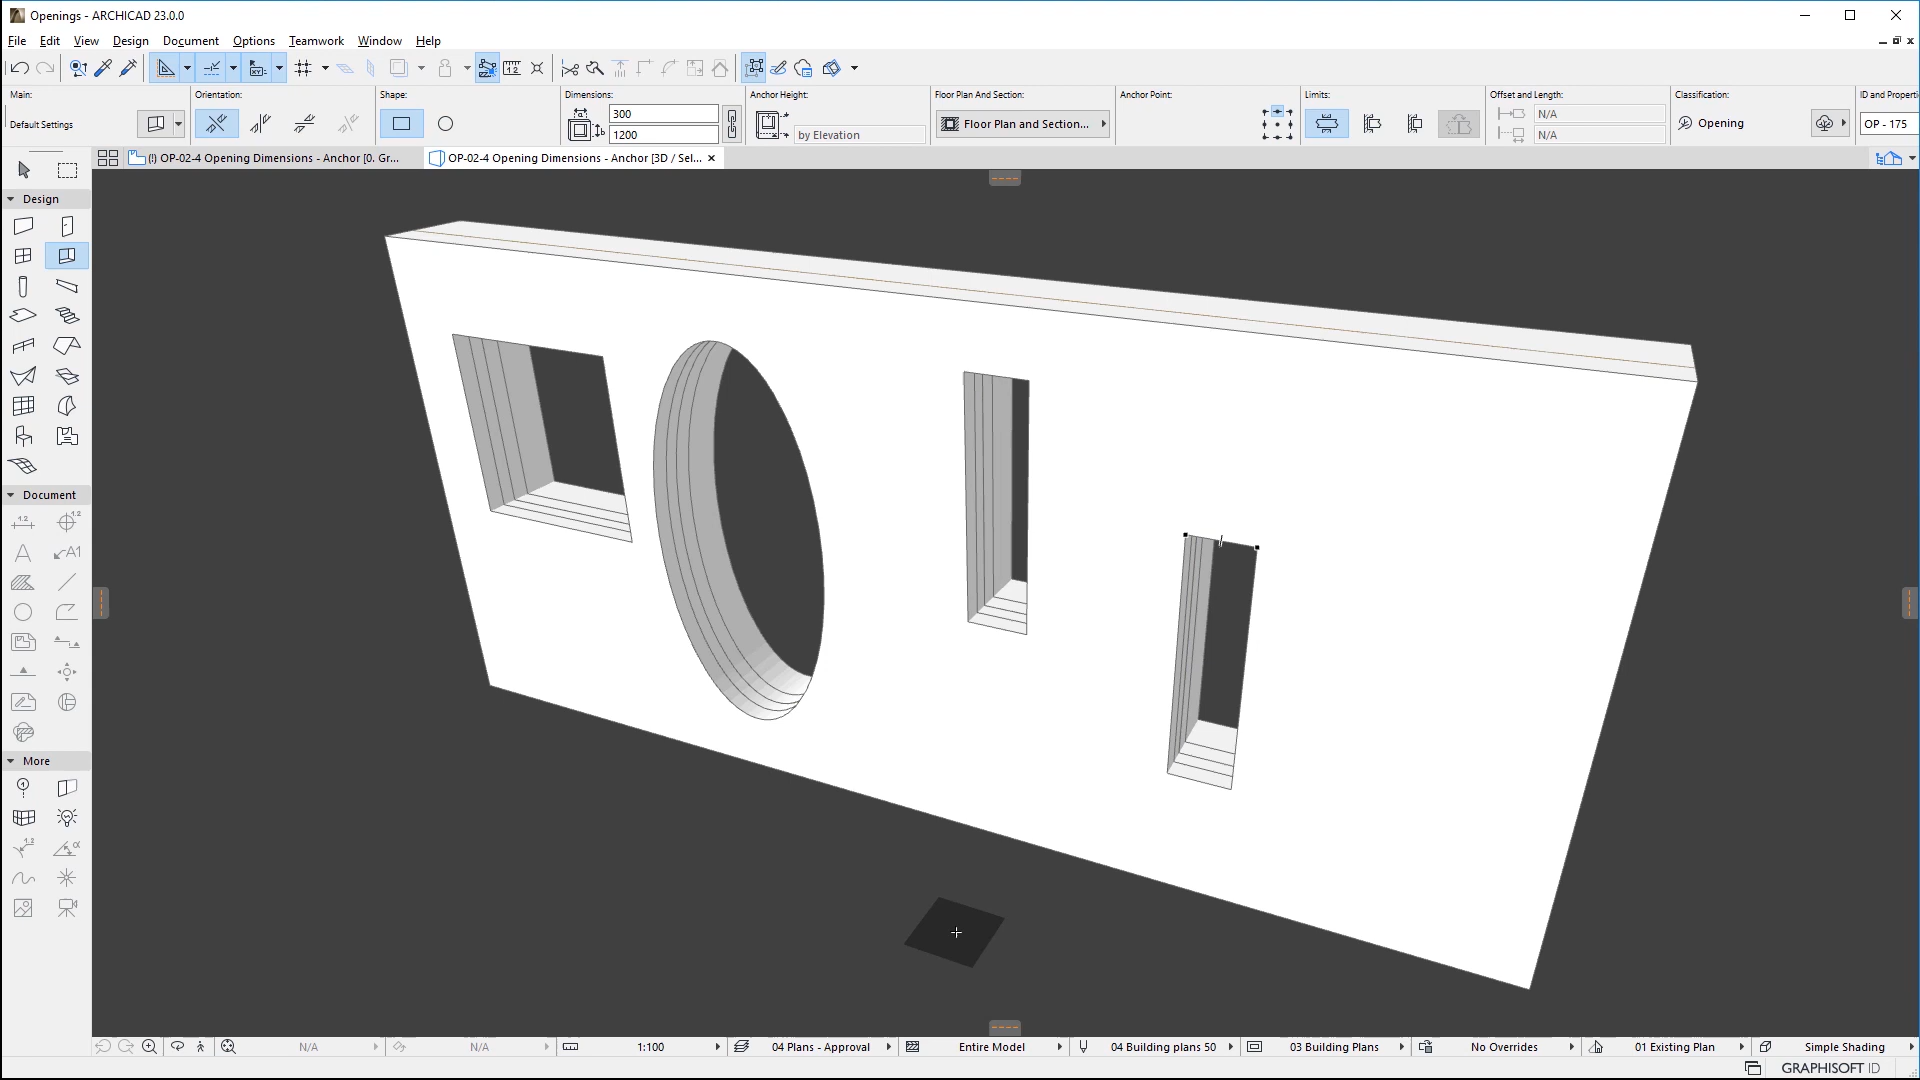 Openings - ARCHICAD 23.0.0
File Edit View Design Document Options Teamwork Window Help
Main: Orientation: Shape: Dimensions: Anchor Height: Floor Plan And Section: Anchor Point: Limits: Offset and Length: Classification: ID and Properti
300 N/A
Default Settings Floor Plan and Section... Opening OP - 175
1200 by Elevation N/A
(!) OP-02-4 Opening Dimensions - Anchor [0. Gr... OP-02-4 Opening Dimensions - Anchor [3D / Sel...
Design
Document
More
N/A N/A 1:100 04 Plans - Approval Entire Model 04 Building plans 50 03 Building Plans No Overrides 01 Existing Plan Simple Shading
GRAPHISOFT ID